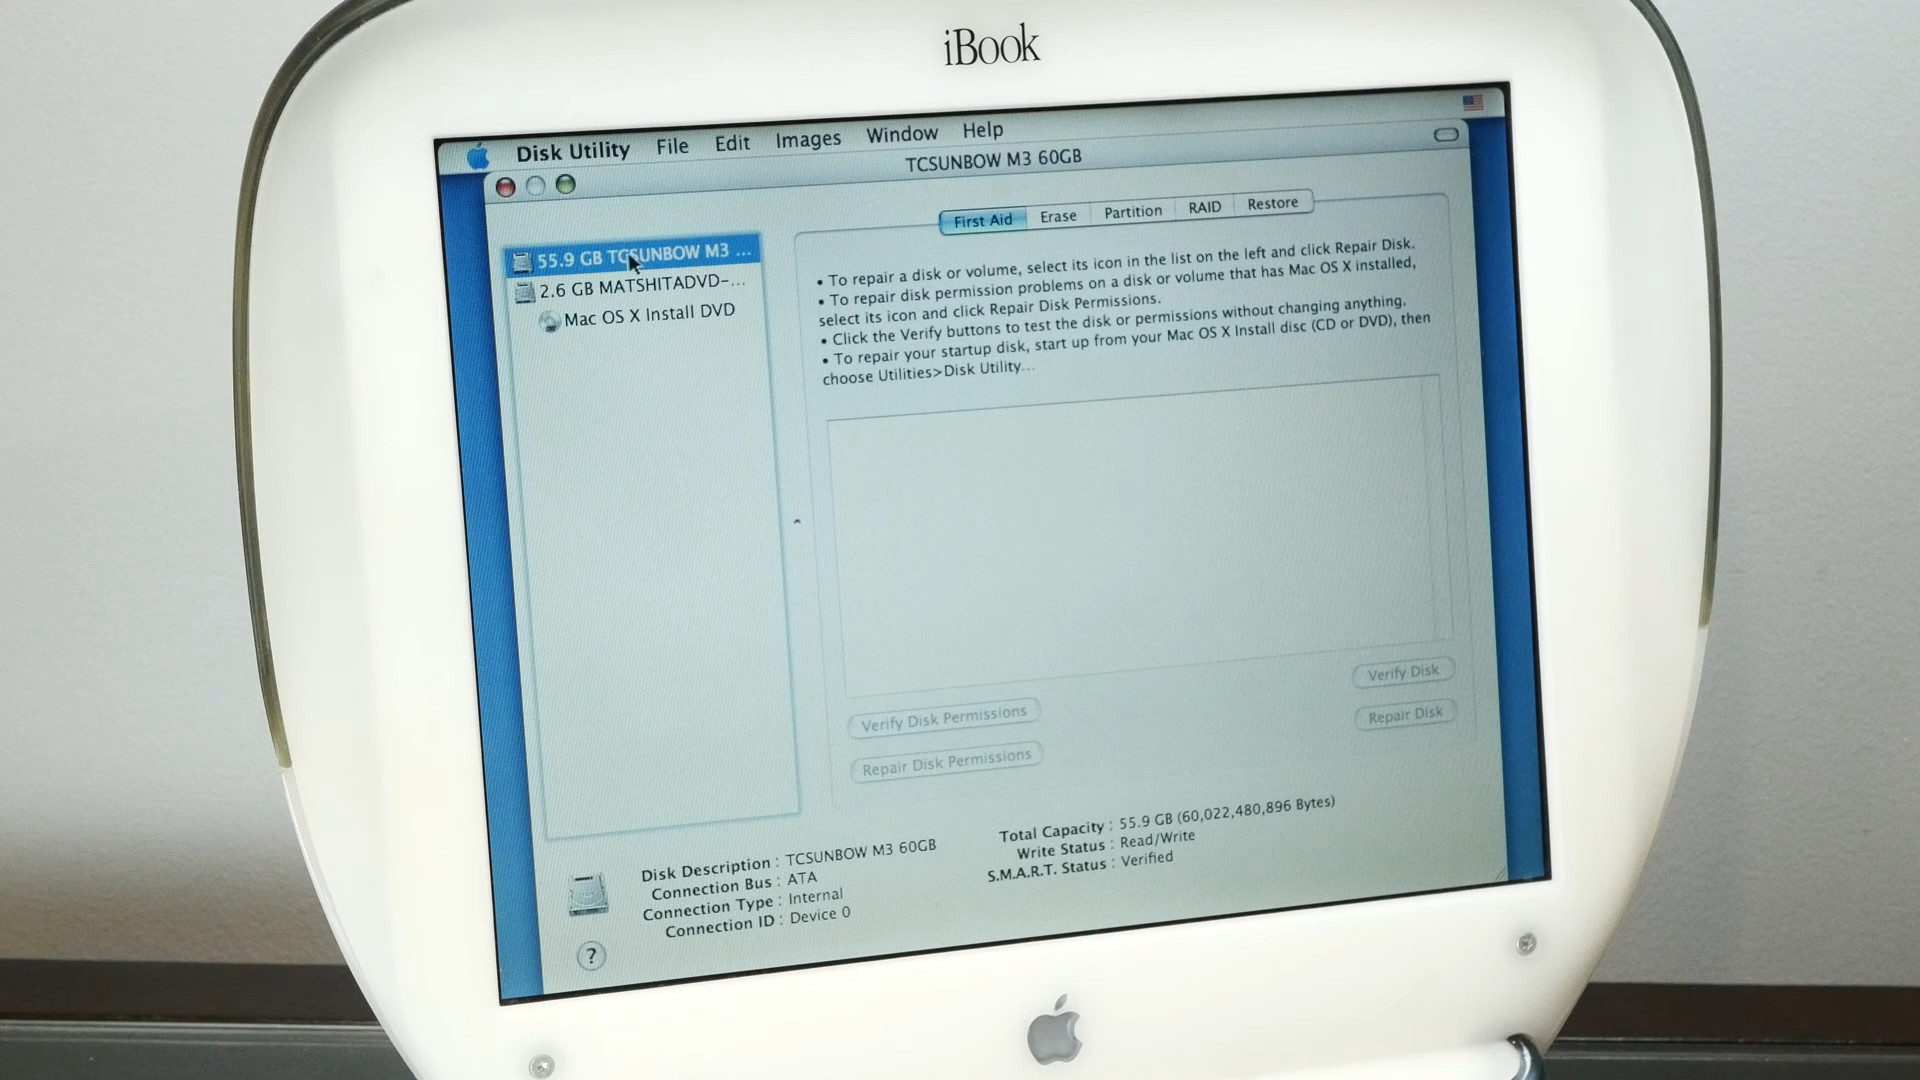 iBook
Disk Utility File Edit Images Window Help
TCSUNBOW M3 60GB
First Aid Erase Partition RAID Restore
55.9 GB TCSUNBOW M3 ...
2.6 GB MATSHITADVD-...
Mac OS X Install DVD
• To repair a disk or volume, select its icon in the list on the left and click Repair Disk.
• To repair disk permission problems on a disk or volume that has Mac OS X installed,
select its icon and click Repair Disk Permissions.
• Click the Verify buttons to test the disk or permissions without changing anything.
• To repair your startup disk, start up from your Mac OS X Install disc (CD or DVD), then
choose Utilities>Disk Utility...
Verify Disk Permissions
Verify Disk
Repair Disk Permissions
Repair Disk
Disk Description : TCSUNBOW M3 60GB
Connection Bus : ATA
Connection Type : Internal
Connection ID : Device 0
Total Capacity : 55.9 GB (60,022,480,896 Bytes)
Write Status : Read/Write
S.M.A.R.T. Status : Verified
?